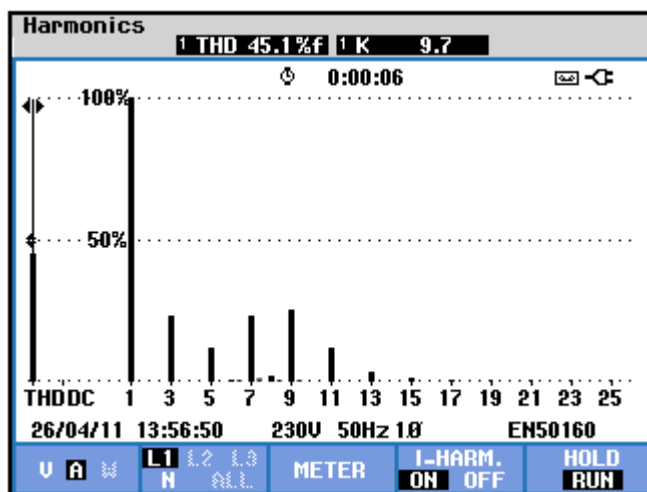 Harmonics
1 THD 45.1%f 1 K 9.7
0:00:06
100%
50%
THD DC 1 3 5 7 9 11 13 15 17 19 21 23 25
26/04/11 13:56:50 230V 50Hz 1Ø EN50160
V A W L1 L2 L3 METER I-HARM. HOLD
N ALL ON OFF RUN